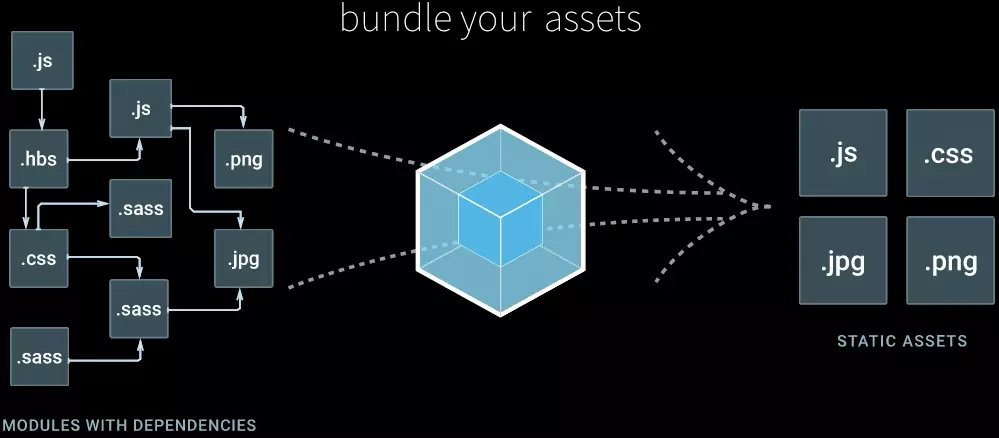 bundle your assets
.js
.js
.hbs
.png
.sass
.css
.jpg
.sass
.sass
MODULES WITH DEPENDENCIES
.js
.css
.jpg
.png
STATIC ASSETS